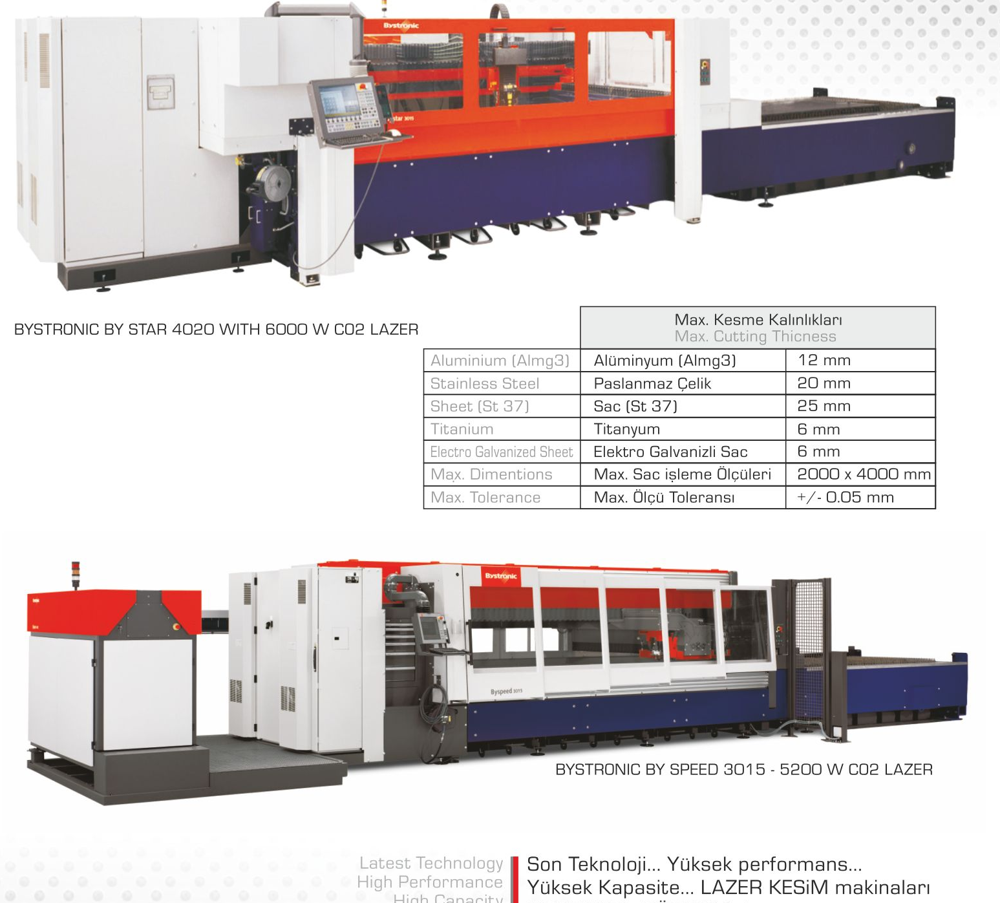 Bystronic
star 3015
BYSTRONIC BY STAR 4020 WITH 6000 W CO2 LAZER
Max. Kesme Kalınlıkları
Max. Cutting Thicness
Aluminium (Almg3) Alüminyum (Almg3) 12 mm
Stainless Steel Paslanmaz Çelik 20 mm
Sheet (St 37) Sac (St 37) 25 mm
Titanium Titanyum 6 mm
Electro Galvanized Sheet Elektro Galvanizli Sac 6 mm
Max. Dimentions Max. Sac işleme Ölçüleri 2000 x 4000 mm
Max. Tolerance Max. Ölçü Toleransı +/- 0.05 mm
Bystronic
Byspeed 3015
BYSTRONIC BY SPEED 3015 - 5200 W CO2 LAZER
Latest Technology
High Performance
High Capacity
Son Teknoloji... Yüksek performans...
Yüksek Kapasite... LAZER KESiM makinaları